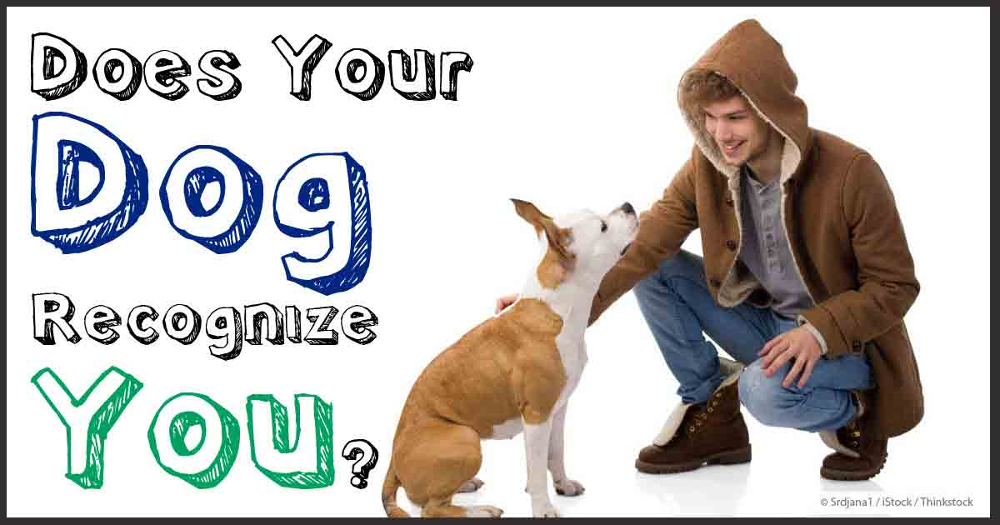 Does Your
Dog
Recognize
You?
© Srdjana1 / iStock / Thinkstock